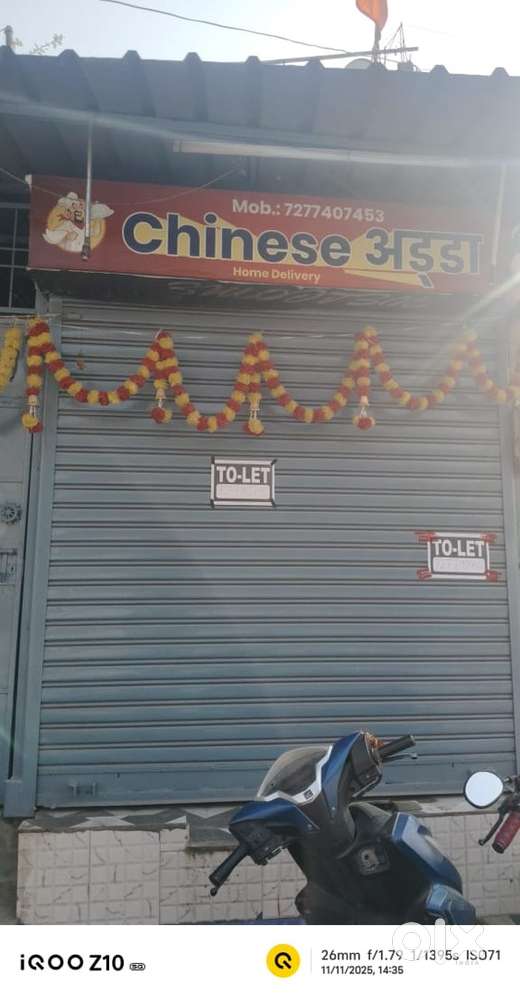 Mob.: 7277407453
Chinese अड्डा
Home Delivery
TO-LET
TO-LET
iQOO Z10 5G
26mm f/1.79 1/1395s ISO71
11/11/2025, 14:35
olx